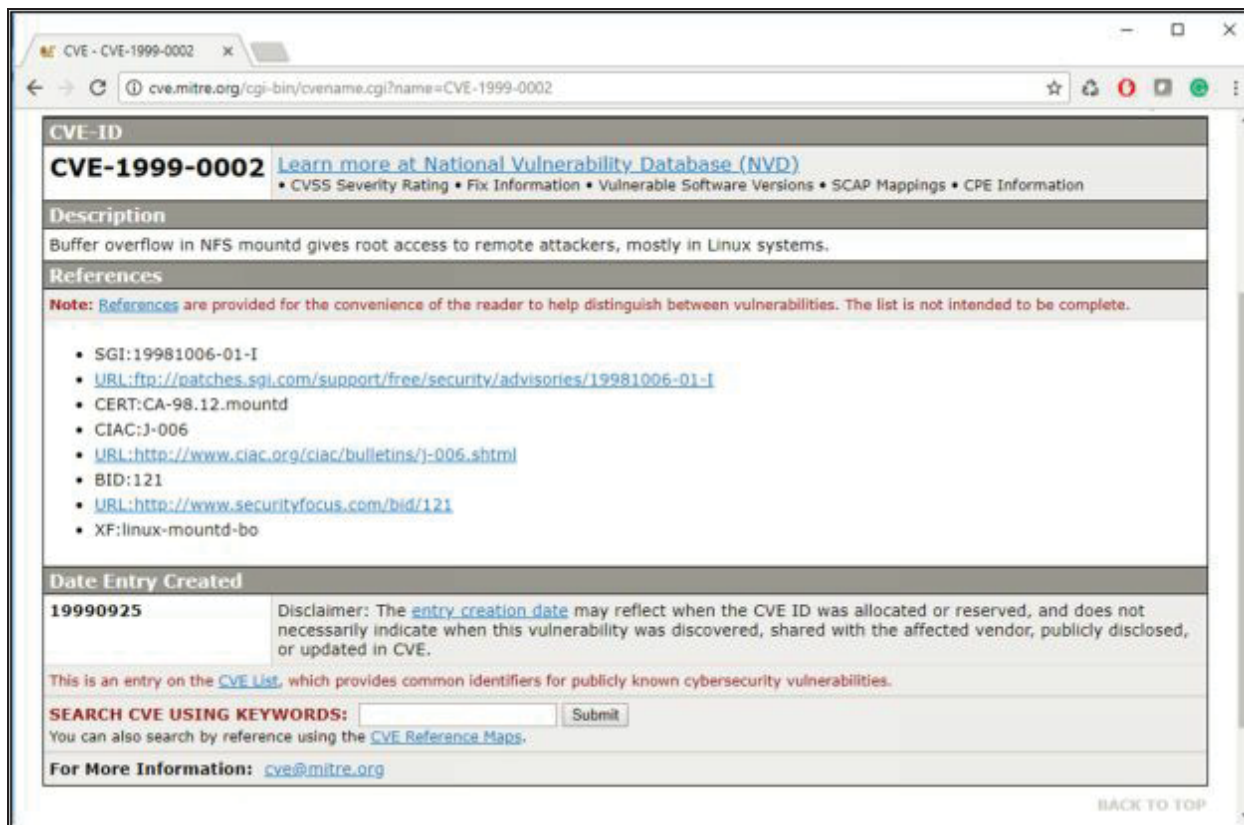 CVE - CVE-1999-0002
cve.mitre.org/cgi-bin/cvename.cgi?name=CVE-1999-0002
CVE-ID
CVE-1999-0002 Learn more at National Vulnerability Database (NVD)
• CVSS Severity Rating • Fix Information • Vulnerable Software Versions • SCAP Mappings • CPE Information
Description
Buffer overflow in NFS mountd gives root access to remote attackers, mostly in Linux systems.
References
Note: References are provided for the convenience of the reader to help distinguish between vulnerabilities. The list is not intended to be complete.
• SGI:19981006-01-I
• URL:ftp://patches.sgi.com/support/free/security/advisories/19981006-01-I
• CERT:CA-98.12.mountd
• CIAC:J-006
• URL:http://www.ciac.org/ciac/bulletins/j-006.shtml
• BID:121
• URL:http://www.securityfocus.com/bid/121
• XF:linux-mountd-bo
Date Entry Created
19990925 Disclaimer: The entry creation date may reflect when the CVE ID was allocated or reserved, and does not
necessarily indicate when this vulnerability was discovered, shared with the affected vendor, publicly disclosed,
or updated in CVE.
This is an entry on the CVE List, which provides common identifiers for publicly known cybersecurity vulnerabilities.
SEARCH CVE USING KEYWORDS: Submit
You can also search by reference using the CVE Reference Maps.
For More Information: cve@mitre.org
BACK TO TOP